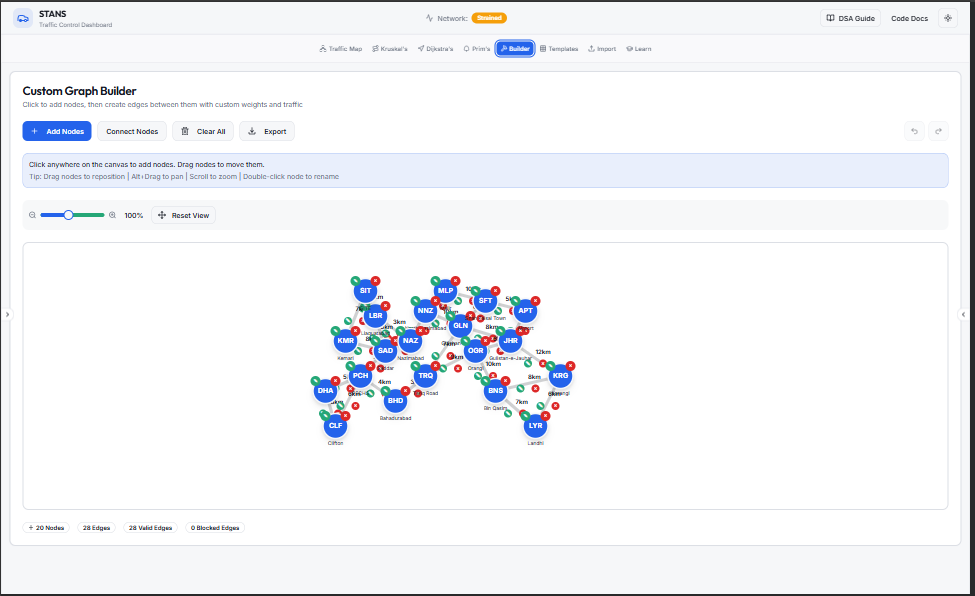 STANS
Traffic Control Dashboard
Network: Strained
DSA Guide
Code Docs
Traffic Map
Kruskal's
Dijkstra's
Prim's
Builder
Templates
Import
Learn
Custom Graph Builder
Click to add nodes, then create edges between them with custom weights and traffic
Add Nodes
Connect Nodes
Clear All
Export
Click anywhere on the canvas to add nodes. Drag nodes to move them.
Tip: Drag nodes to reposition | Alt+Drag to pan | Scroll to zoom | Double-click node to rename
100%
Reset View
SIT
MLP
SFT
NNZ
APT
LBR
GLN
3km
8km
KMR
NAZ
JHR
SAD
OGR
Kemari
Nazimabad
Gulistan-e-Jauhar
12km
Orangi
10km
PCH
TRQ
KRG
8km
4km
DHA
BNS
BHD
7km
Bin Qasim
Bahadurabad
CLF
LYR
Clifton
Landhi
20 Nodes
28 Edges
28 Valid Edges
0 Blocked Edges